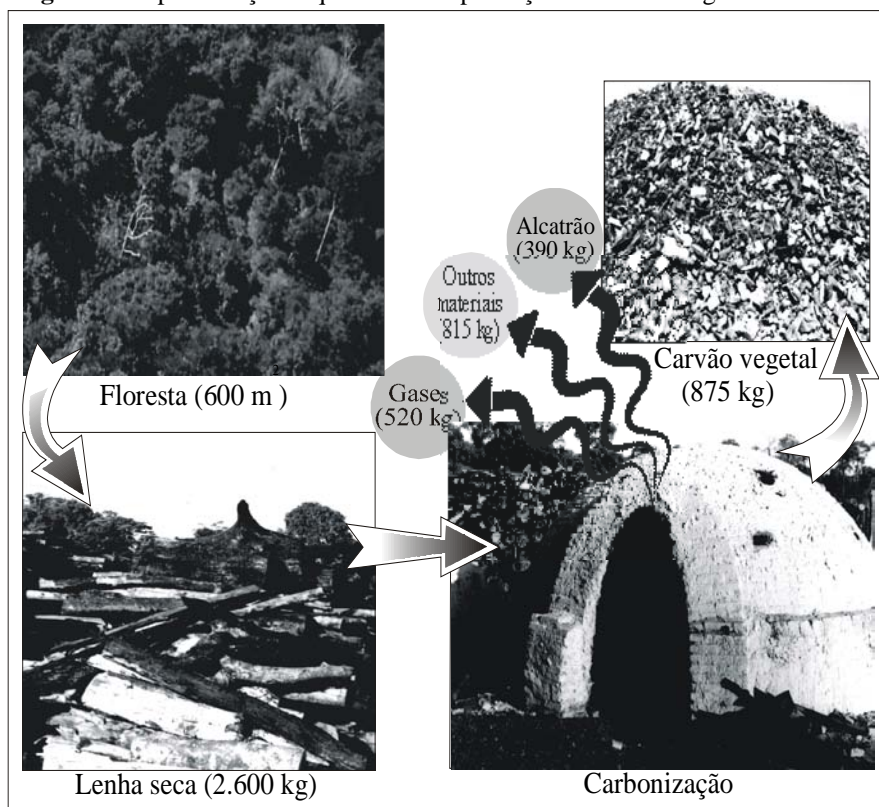 Alcatrão
(390 kg)
Outros
materiais
(815 kg)
Gases
(520 kg)
Carvão vegetal
(875 kg)
Floresta (600 m )
Lenha seca (2.600 kg)
Carbonização